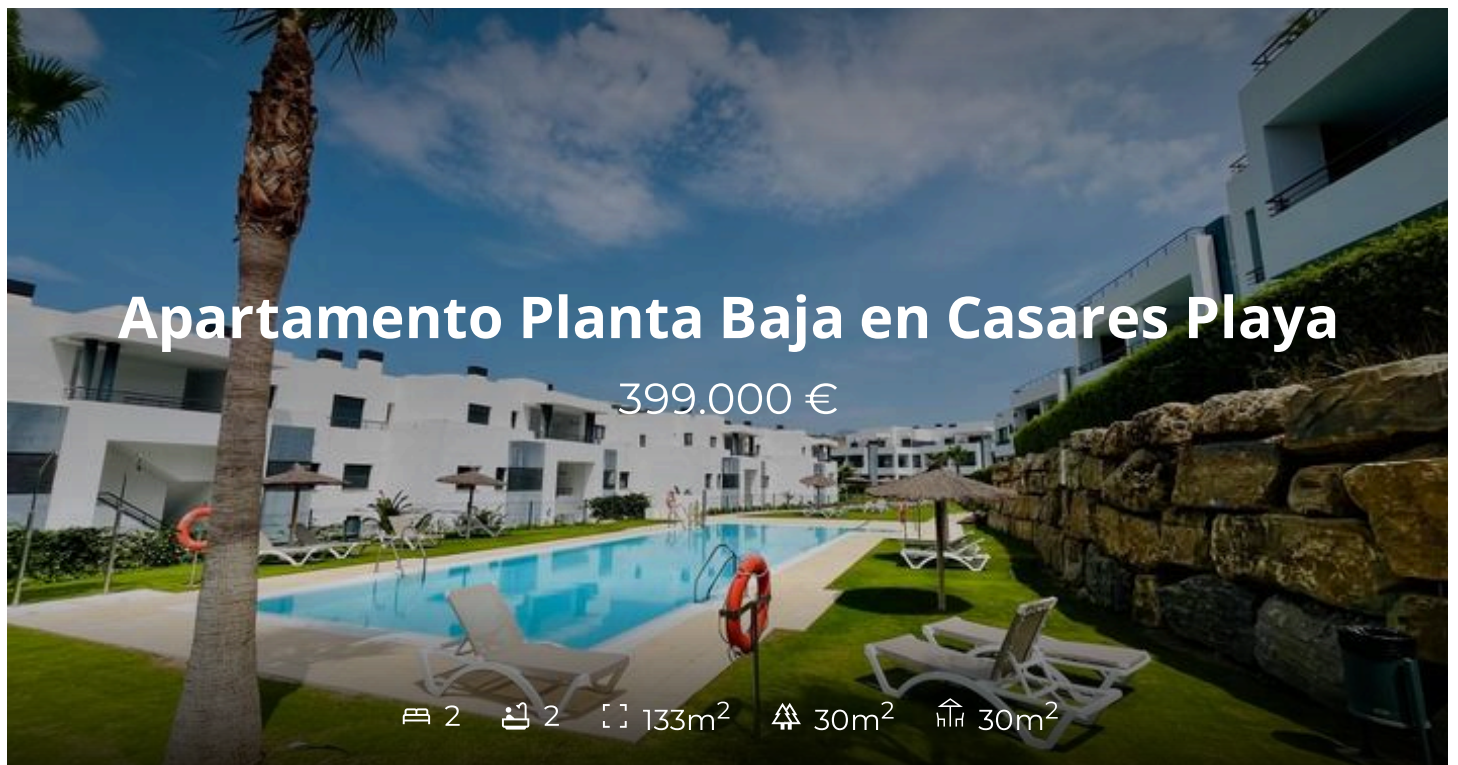 Apartamento Planta Baja en Casares Playa
399.000 €
2 2 133m² 30m² 30m²